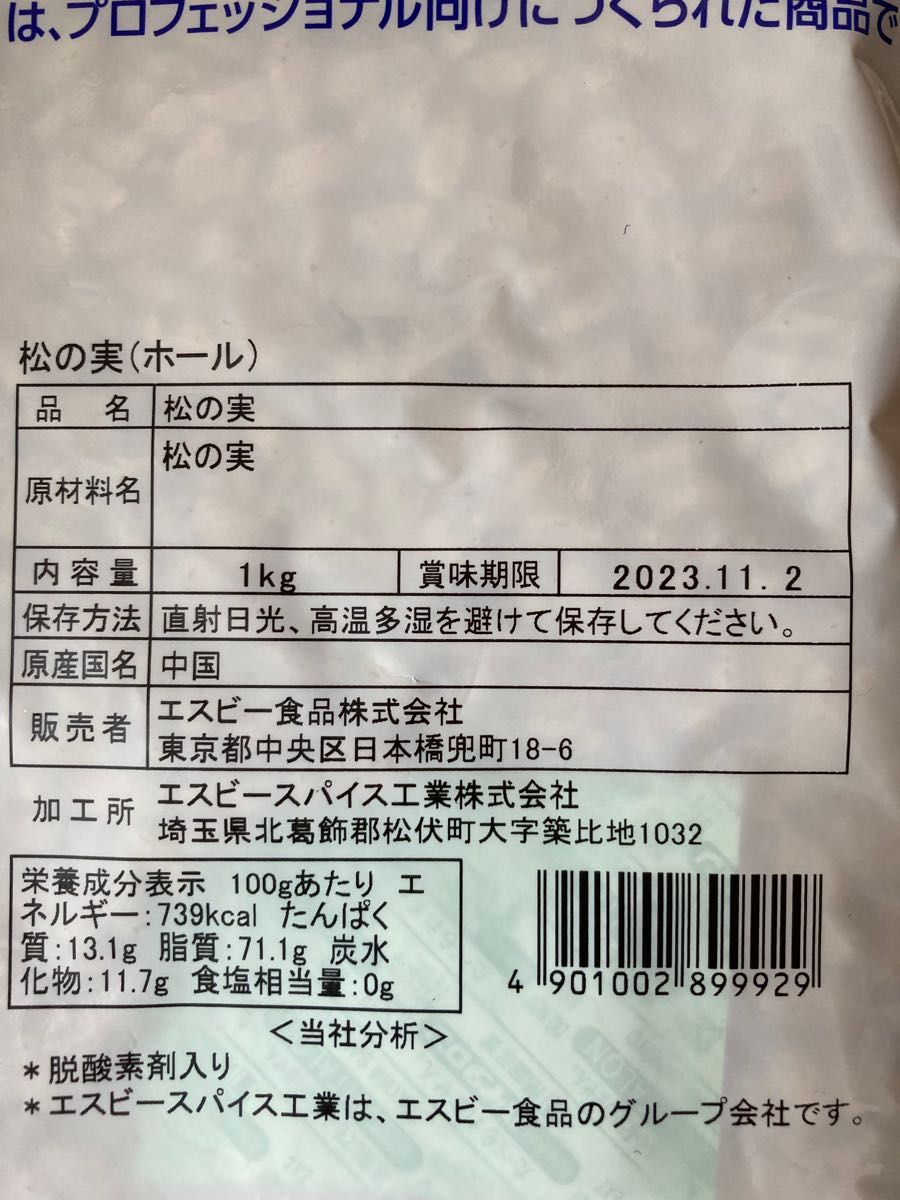 は、プロフェッショナル向けにつくられた商品で
松の実(ホール)
品 名 松の実
原材料名 松の実
内容量 1kg 賞味期限 2023.11. 2
保存方法 直射日光、高温多湿を避けて保存してください。
原産国名 中国
販売者 エスビー食品株式会社
東京都中央区日本橋兜町18-6
加工所 エスビースパイス工業株式会社
埼玉県北葛飾郡松伏町大字築比地1032
栄養成分表示 100gあたり エ
ネルギー:739kcal たんぱく
質:13.1g 脂質:71.1g 炭水
化物:11.7g 食塩相当量:0g
<当社分析>
4 901002 899929
*脱酸素剤入り
*エスビースパイス工業は、エスビー食品のグループ会社です。